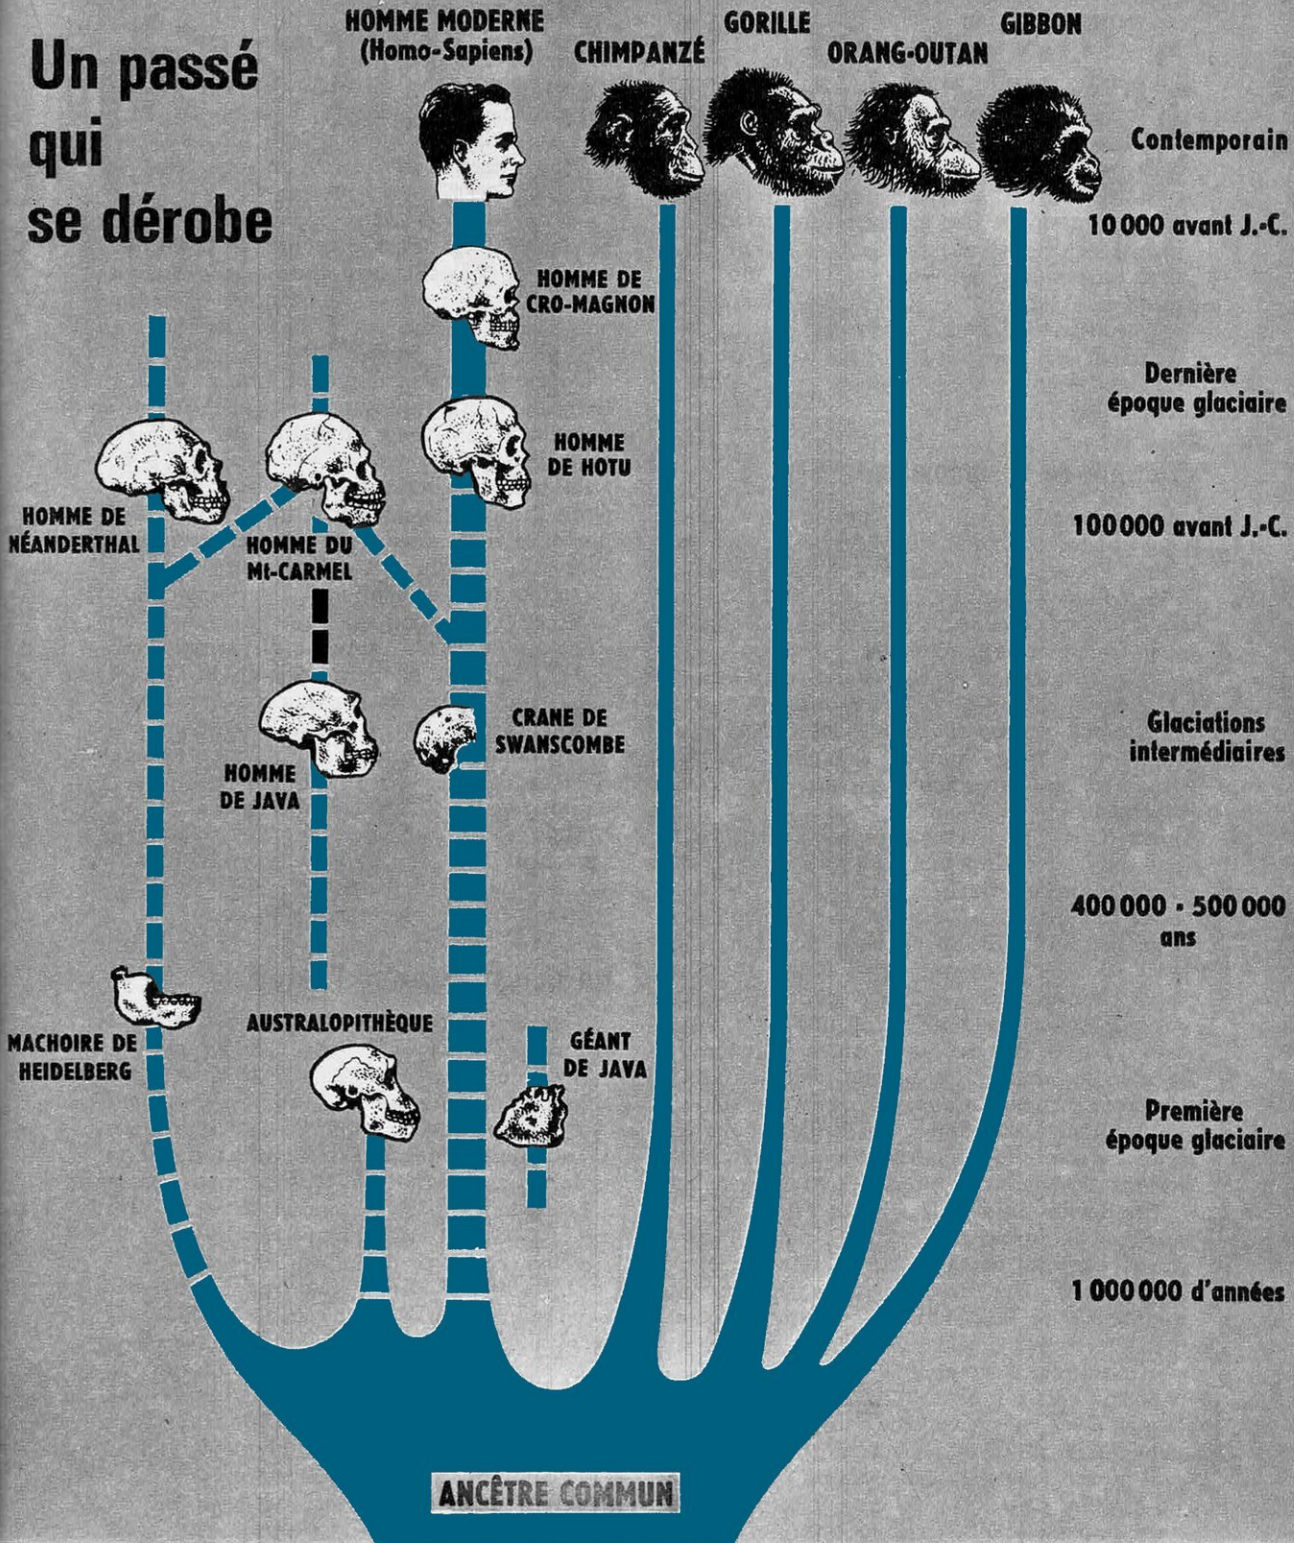 Un passé
qui
se dérobe
HOMME MODERNE
(Homo-Sapiens)
CHIMPANZÉ
GORILLE
ORANG-OUTAN
GIBBON
Contemporain
10 000 avant J.-C.
HOMME DE
CRO-MAGNON
Dernière
époque glaciaire
HOMME
DE HOTU
HOMME DE
NÉANDERTHAL
HOMME DU
Mt-CARMEL
100 000 avant J.-C.
CRANE DE
SWANSCOMBE
Glaciations
intermédiaires
HOMME
DE JAVA
400 000 - 500 000
ans
MACHOIRE DE
HEIDELBERG
AUSTRALOPITHÈQUE
GÉANT
DE JAVA
Première
époque glaciaire
1 000 000 d'années
ANCÊTRE COMMUN